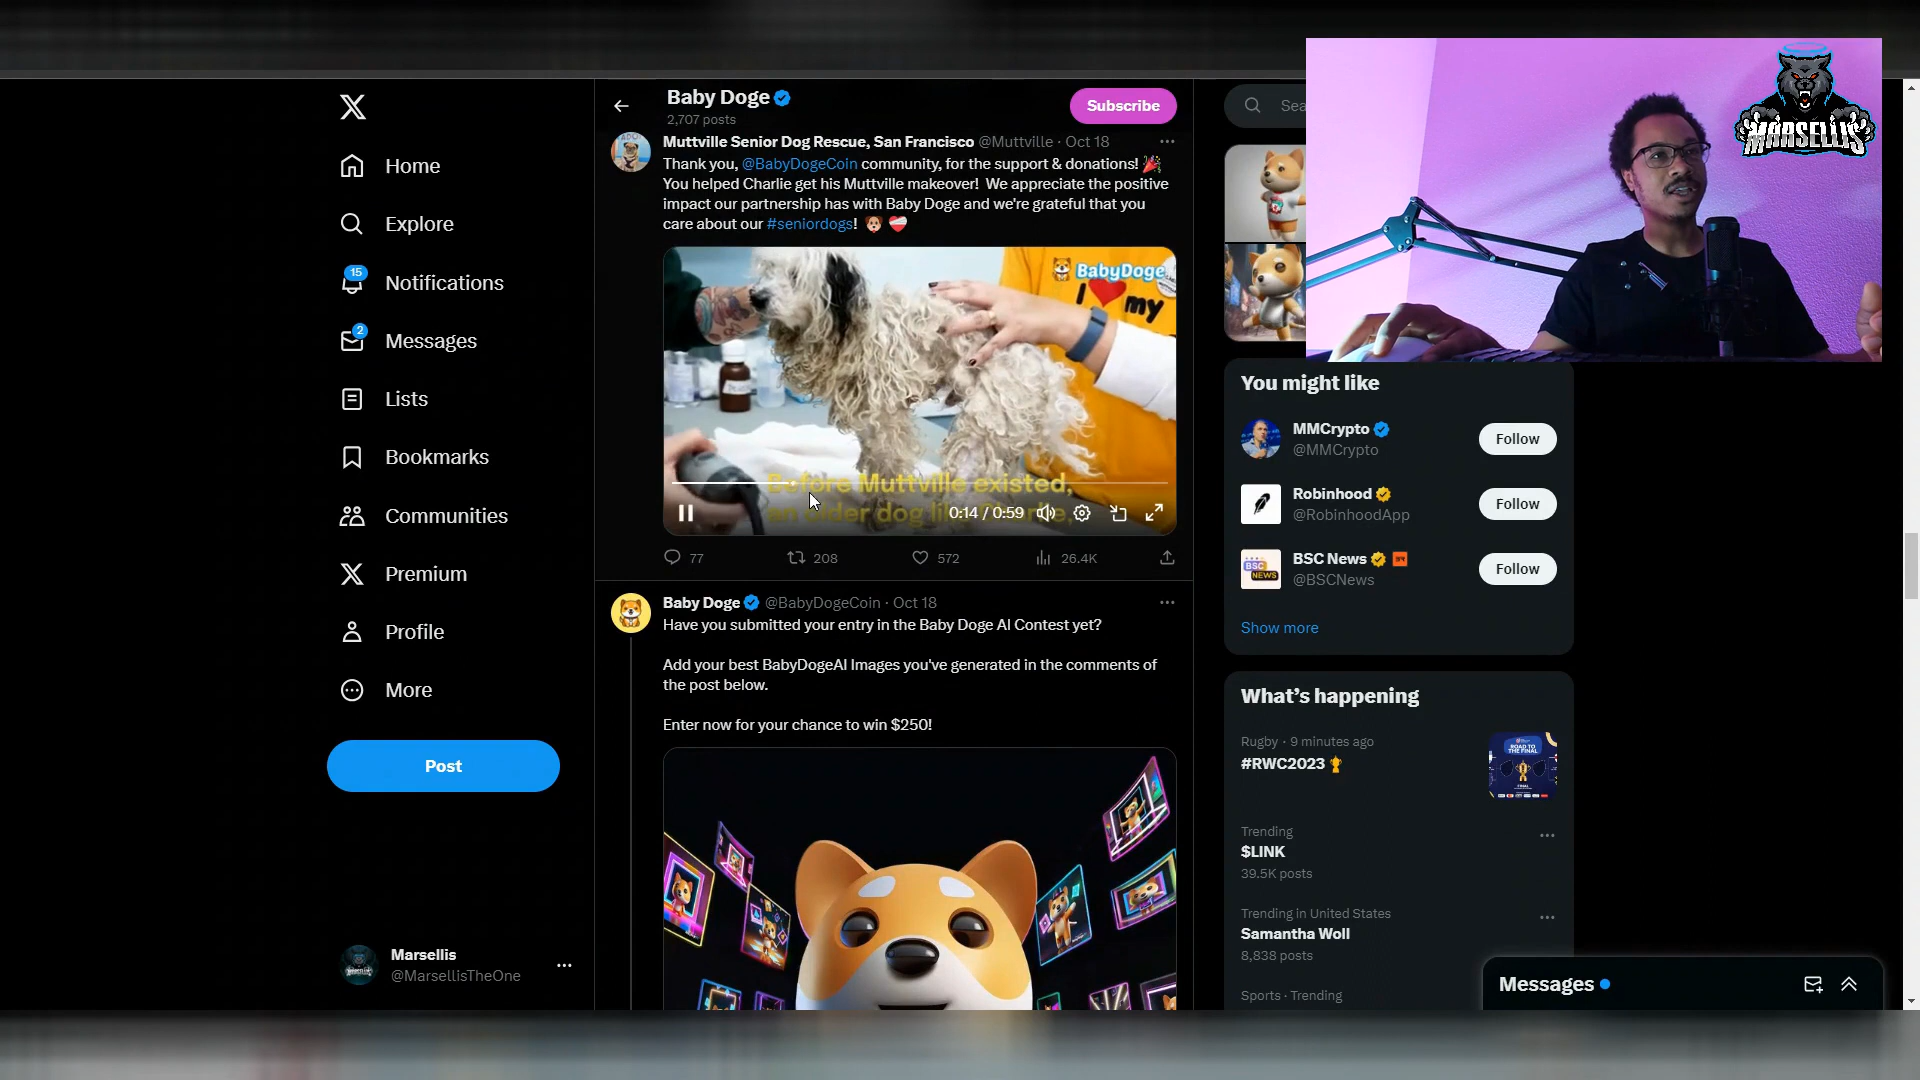 Baby Doge
2,707 posts
Subscribe
Muttville Senior Dog Rescue, San Francisco @Muttville · Oct 18
Thank you, @BabyDogeCoin community, for the support & donations! 🎉
You helped Charlie get his Muttville makeover! We appreciate the positive
impact our partnership has with Baby Doge and we're grateful that you
care about our #seniordogs! 🐶 ❤️‍🩹
BabyDoge
I ❤ my
Before Muttville existed,
an older dog like Charlie,
0:14 / 0:59
77 208 572 26.4K
Baby Doge @BabyDogeCoin · Oct 18
Have you submitted your entry in the Baby Doge AI Contest yet?
Add your best BabyDogeAI Images you've generated in the comments of
the post below.
Enter now for your chance to win $250!
Home
Explore
15
Notifications
2
Messages
Lists
Bookmarks
Communities
Premium
Profile
More
Post
Marsellis
@MarsellisTheOne
Sea
MARSELLIS
You might like
MMCrypto
@MMCrypto
Follow
Robinhood
@RobinhoodApp
Follow
BSC News
@BSCNews
Follow
BSC
NEWS
Show more
What’s happening
Rugby · 9 minutes ago
#RWC2023 🏆
ROAD TO
THE FINAL
Trending
$LINK
39.5K posts
Trending in United States
Samantha Woll
8,838 posts
Sports · Trending
Messages